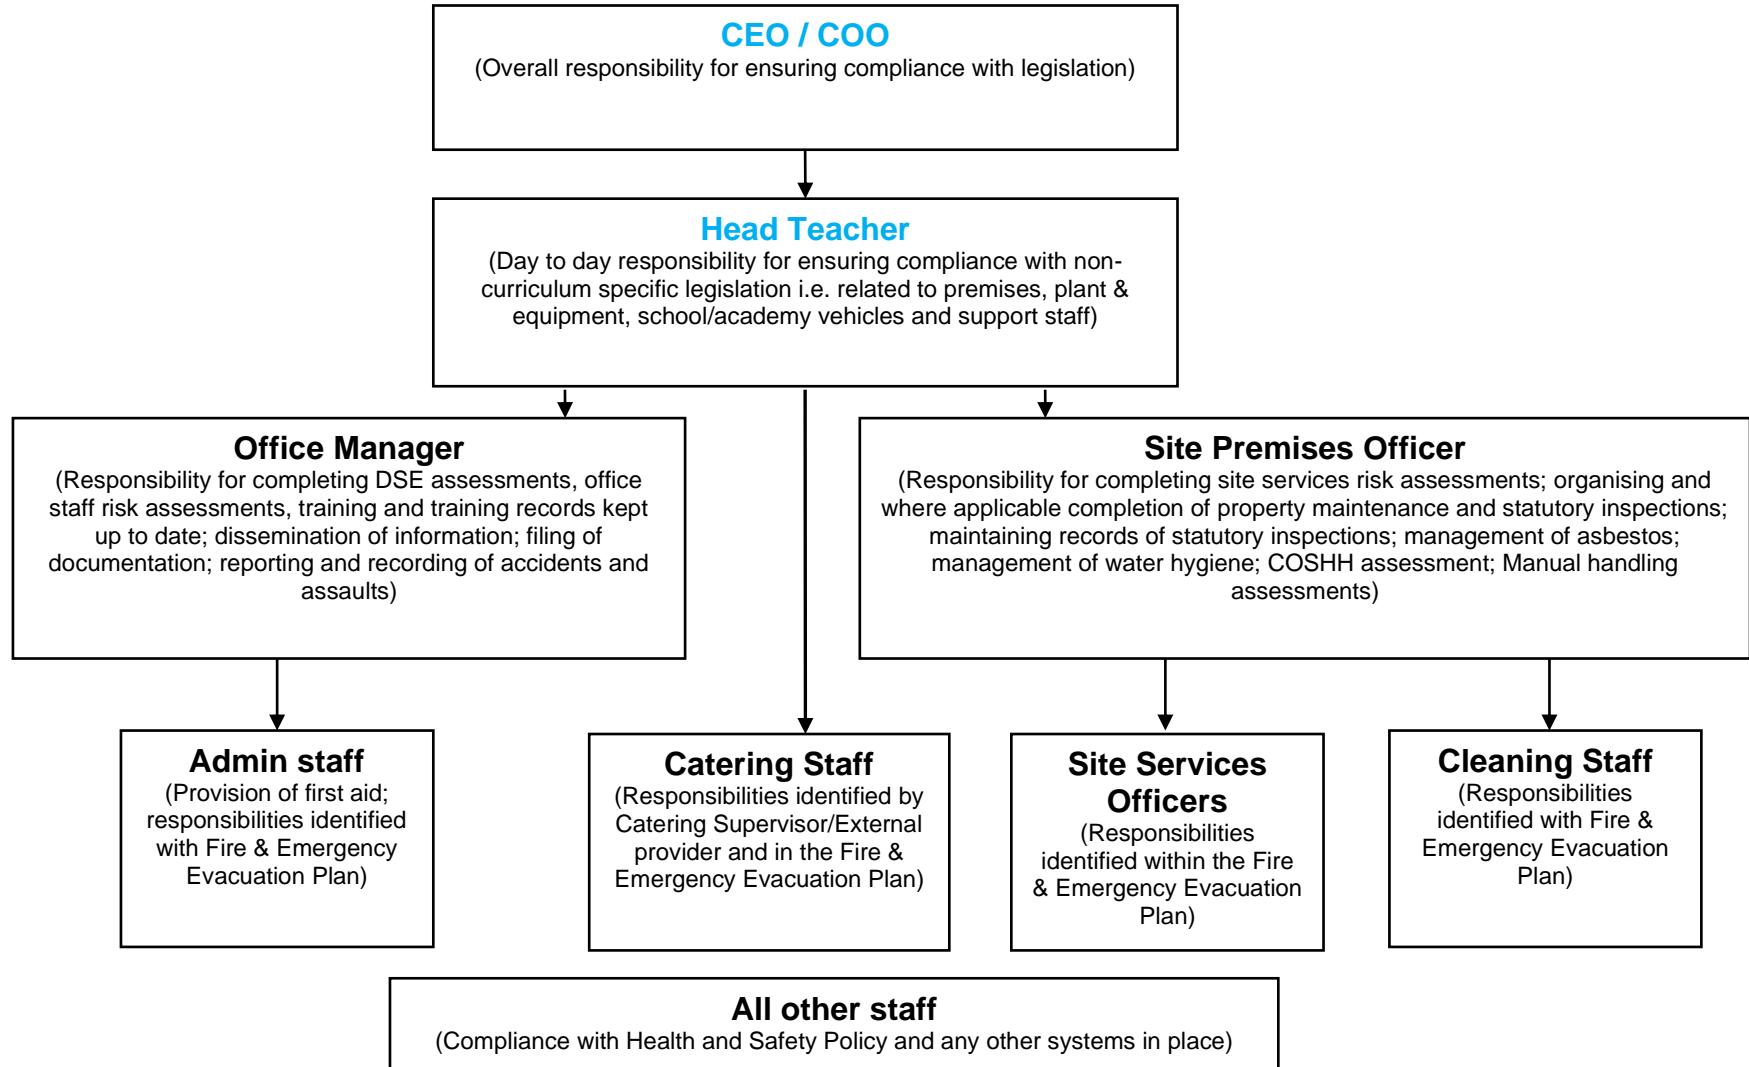 CEO / COO
(Overall responsibility for ensuring compliance with legislation)
Head Teacher
(Day to day responsibility for ensuring compliance with non-
curriculum specific legislation i.e. related to premises, plant &
equipment, school/academy vehicles and support staff)
Office Manager
(Responsibility for completing DSE assessments, office
staff risk assessments, training and training records kept
up to date; dissemination of information; filing of
documentation; reporting and recording of accidents and
assaults)
Site Premises Officer
(Responsibility for completing site services risk assessments; organising and
where applicable completion of property maintenance and statutory inspections;
maintaining records of statutory inspections; management of asbestos;
management of water hygiene; COSHH assessment; Manual handling
assessments)
Admin staff
(Provision of first aid;
responsibilities identified
with Fire & Emergency
Evacuation Plan)
Catering Staff
(Responsibilities identified by
Catering Supervisor/External
provider and in the Fire &
Emergency Evacuation Plan)
Site Services
Officers
(Responsibilities
identified within the Fire
& Emergency Evacuation
Plan)
Cleaning Staff
(Responsibilities
identified with Fire &
Emergency Evacuation
Plan)
All other staff
(Compliance with Health and Safety Policy and any other systems in place)